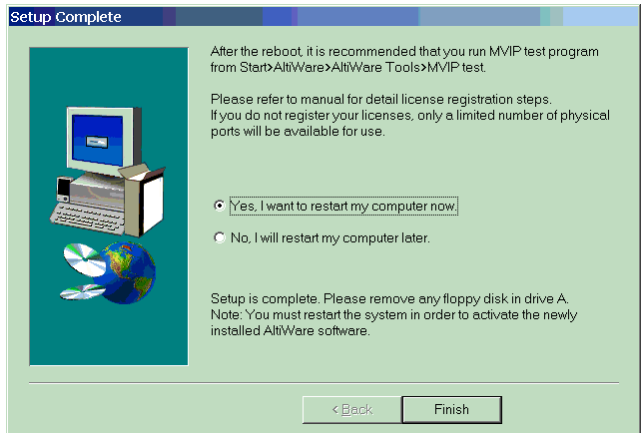 Setup Complete
After the reboot, it is recommended that you run MVIP test program
from Start>AltiWare>AltiWare Tools>MVIP test.
Please refer to manual for detail license registration steps.
If you do not register your licenses, only a limited number of physical
ports will be available for use.
Yes, I want to restart my computer now.
No, I will restart my computer later.
Setup is complete. Please remove any floppy disk in drive A.
Note: You must restart the system in order to activate the newly
installed AltiWare software.
< Back
Finish